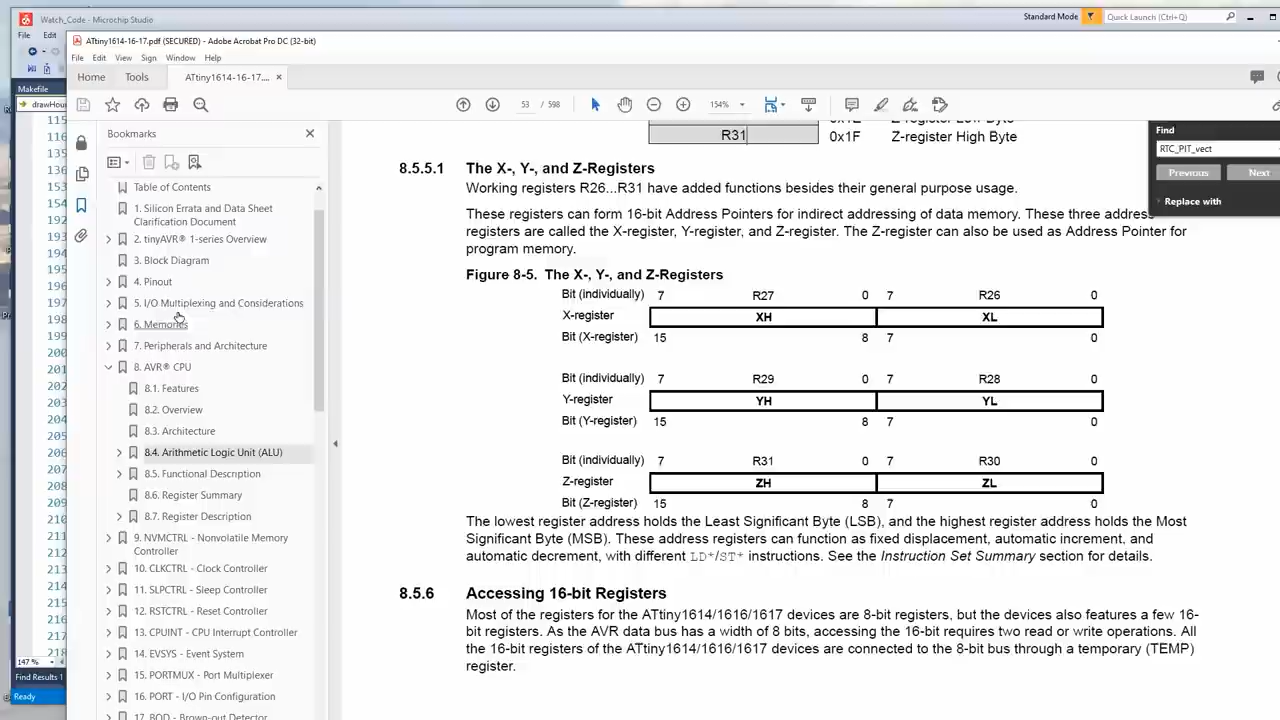 Watch_Code - Microchip Studio
Standard Mode
Quick Launch (Ctrl+Q)
File Edit
ATtiny1614-16-17.pdf (SECURED) - Adobe Acrobat Pro DC (32-bit)
File Edit View Sign Window Help
Home Tools ATtiny1614-16-17.... ×
Makefile
drawHou
53 / 598
154%
Bookmarks
Table of Contents
1. Silicon Errata and Data Sheet
Clarification Document
2. tinyAVR® 1-series Overview
3. Block Diagram
4. Pinout
5. I/O Multiplexing and Considerations
6. Memories
7. Peripherals and Architecture
8. AVR® CPU
8.1. Features
8.2. Overview
8.3. Architecture
8.4. Arithmetic Logic Unit (ALU)
8.5. Functional Description
8.6. Register Summary
8.7. Register Description
9. NVMCTRL - Nonvolatile Memory
Controller
10. CLKCTRL - Clock Controller
11. SLPCTRL - Sleep Controller
12. RSTCTRL - Reset Controller
13. CPUINT - CPU Interrupt Controller
14. EVSYS - Event System
15. PORTMUX - Port Multiplexer
16. PORT - I/O Pin Configuration
17. BOD - Brown-out Detector
147 %
Find Results 1
Ready
R31 0x1F Z-register High Byte
8.5.5.1 The X-, Y-, and Z-Registers
Working registers R26...R31 have added functions besides their general purpose usage.
These registers can form 16-bit Address Pointers for indirect addressing of data memory. These three address
registers are called the X-register, Y-register, and Z-register. The Z-register can also be used as Address Pointer for
program memory.
Figure 8-5. The X-, Y-, and Z-Registers
Bit (individually) 7 R27 0 7 R26 0
X-register XH XL
Bit (X-register) 15 8 7 0
Bit (individually) 7 R29 0 7 R28 0
Y-register YH YL
Bit (Y-register) 15 8 7 0
Bit (individually) 7 R31 0 7 R30 0
Z-register ZH ZL
Bit (Z-register) 15 8 7 0
The lowest register address holds the Least Significant Byte (LSB), and the highest register address holds the Most
Significant Byte (MSB). These address registers can function as fixed displacement, automatic increment, and
automatic decrement, with different LD*/ST* instructions. See the Instruction Set Summary section for details.
8.5.6 Accessing 16-bit Registers
Most of the registers for the ATtiny1614/1616/1617 devices are 8-bit registers, but the devices also features a few 16-
bit registers. As the AVR data bus has a width of 8 bits, accessing the 16-bit requires two read or write operations. All
the 16-bit registers of the ATtiny1614/1616/1617 devices are connected to the 8-bit bus through a temporary (TEMP)
register.
Find
RTC_PIT_vect
Previous Next
Replace with